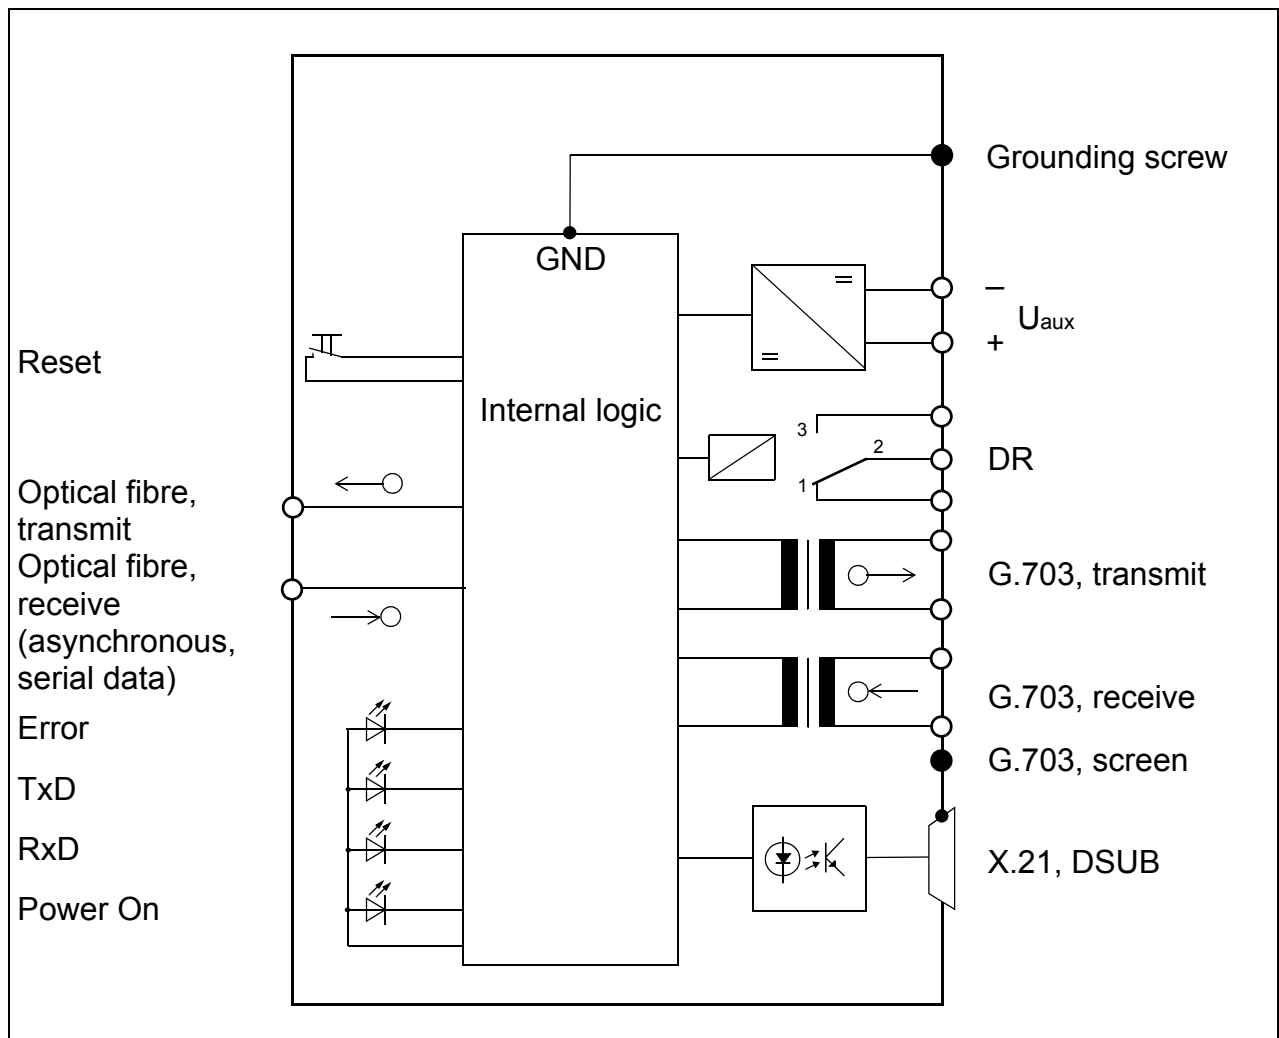 Grounding screw
GND
–
Uaux
+
Reset
Internal logic
3
2
1
DR
Optical fibre,
transmit
Optical fibre,
receive
(asynchronous,
serial data)
G.703, transmit
G.703, receive
Error
G.703, screen
TxD
RxD
X.21, DSUB
Power On